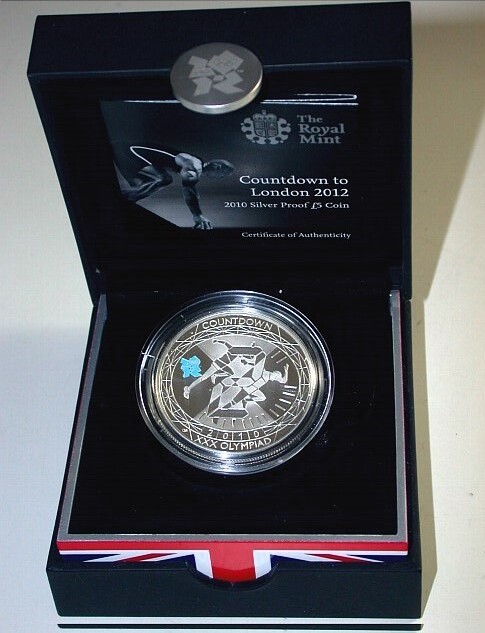 The
Royal
Mint
Countdown to
London 2012
2010 Silver Proof £5 Coin
Certificate of Authenticity
COUNTDOWN
2010
XXX OLYMPIAD